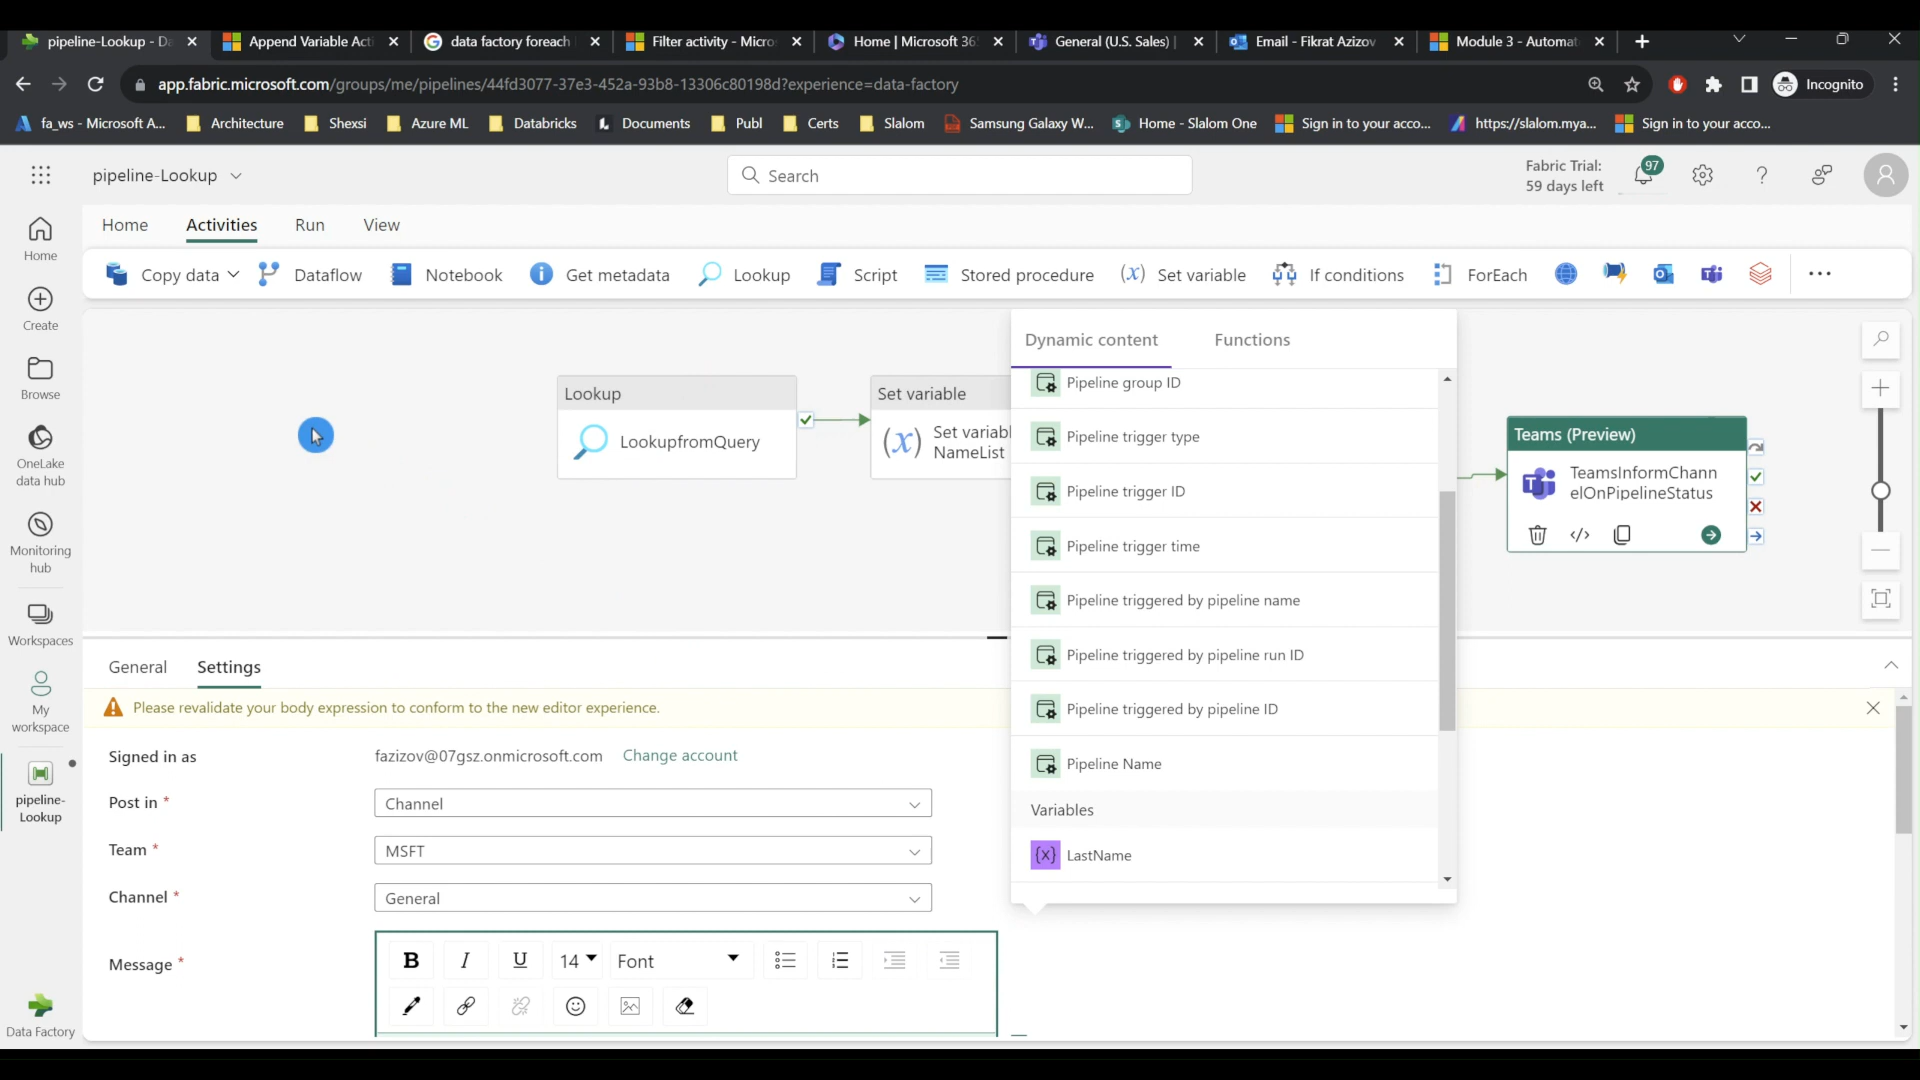 pipeline-Lookup - Da
Append Variable Acti
data factory foreach
Filter activity - Micro
Home | Microsoft 36
General (U.S. Sales) |
Email - Fikrat Azizov
Module 3 - Automat
app.fabric.microsoft.com/groups/me/pipelines/44fd3077-37e3-452a-93b8-13306c80198d?experience=data-factory
Incognito
fa_ws - Microsoft A...
Architecture
Shexsi
Azure ML
Databricks
Documents
Publ
Certs
Slalom
Samsung Galaxy W...
Home - Slalom One
Sign in to your acco...
https://slalom.mya...
Sign in to your acco...
pipeline-Lookup
Search
Fabric Trial:
59 days left
97
Home
Activities
Run
View
Copy data
Dataflow
Notebook
Get metadata
Lookup
Script
Stored procedure
(x) Set variable
If conditions
ForEach
Home
Create
Browse
OneLake
data hub
Monitoring
hub
Workspaces
My
workspace
pipeline-
Lookup
Data Factory
Lookup
LookupfromQuery
Set variable
(x)
Set variabl
NameList
Dynamic content
Functions
Pipeline group ID
Pipeline trigger type
Pipeline trigger ID
Pipeline trigger time
Pipeline triggered by pipeline name
Pipeline triggered by pipeline run ID
Pipeline triggered by pipeline ID
Pipeline Name
Variables
{x} LastName
Teams (Preview)
TeamsInformChann
elOnPipelineStatus
General
Settings
Please revalidate your body expression to conform to the new editor experience.
Signed in as
fazizov@07gsz.onmicrosoft.com
Change account
Post in *
Channel
Team *
MSFT
Channel *
General
Message *
B
I
U
14
Font